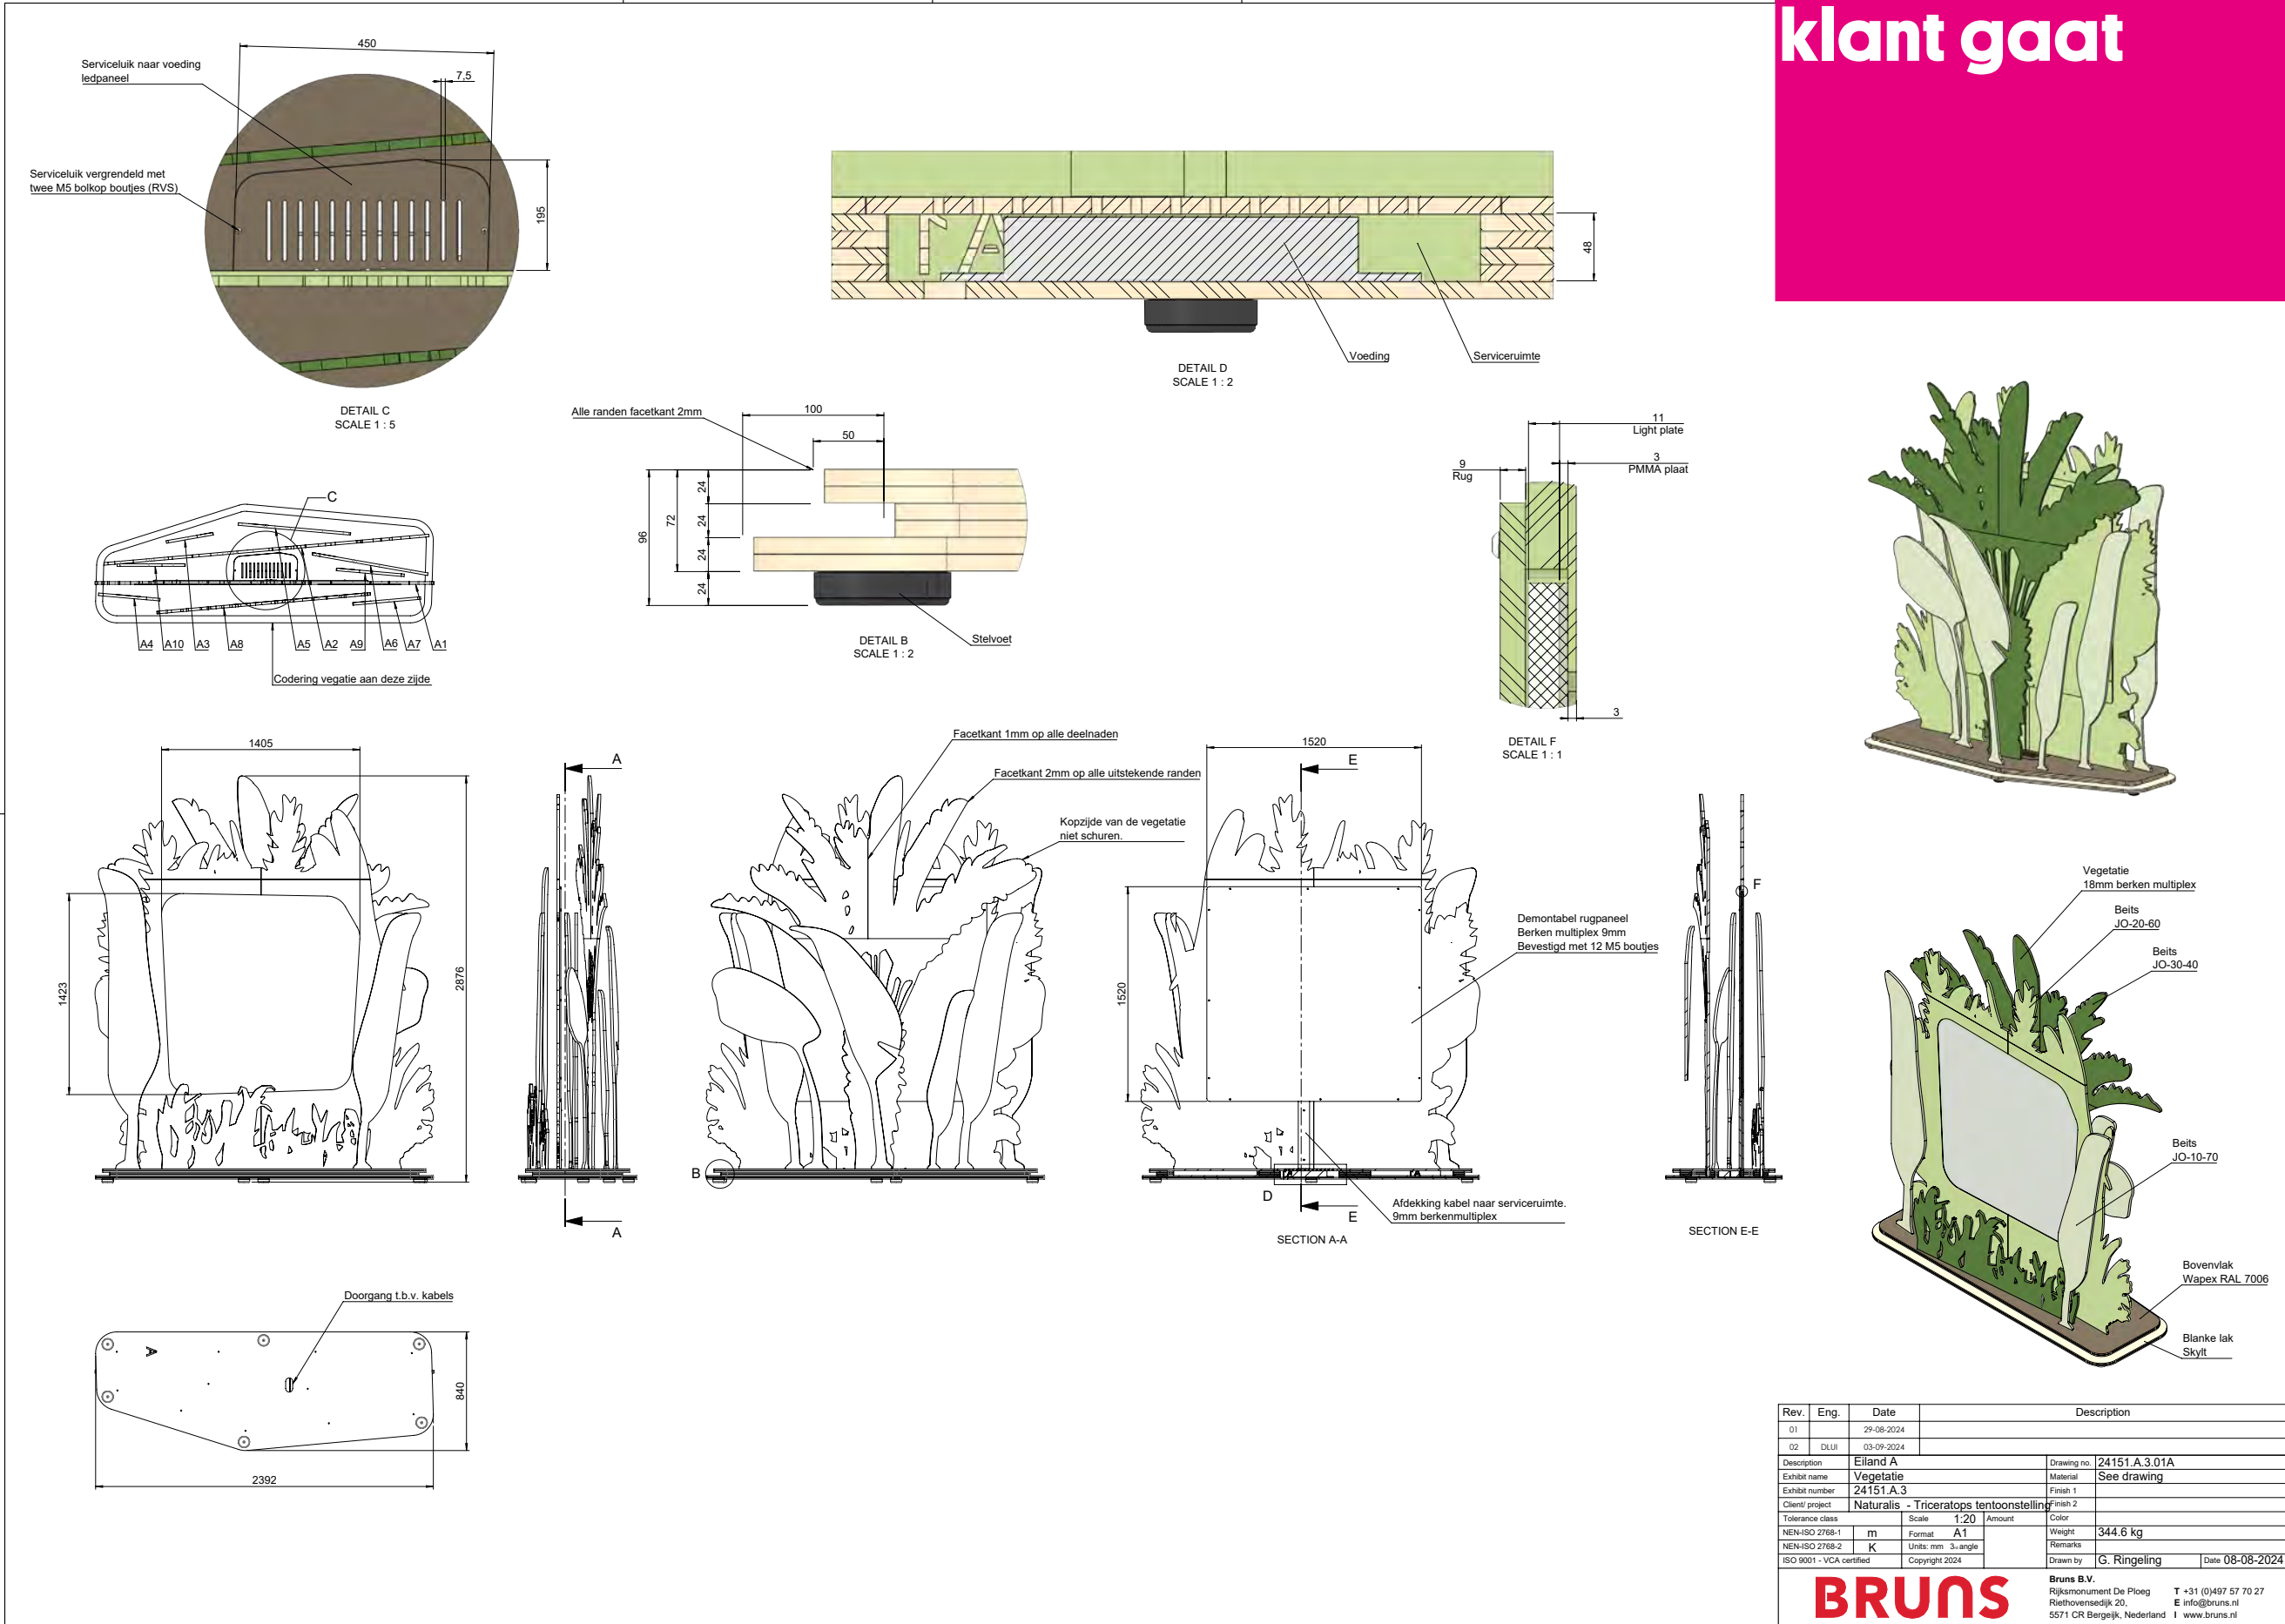 klant gaat
450
Serviceluik naar voeding
ledpaneel
7,5
Serviceluik vergrendeld met
twee M5 bolkop boutjes (RVS)
195
DETAIL C
SCALE 1 : 5
48
Voeding
Serviceruimte
DETAIL D
SCALE 1 : 2
Alle randen facetkant 2mm
100
50
96
72
24
24
24
24
Stelvoet
DETAIL B
SCALE 1 : 2
11
Light plate
9
Rug
3
PMMA plaat
3
DETAIL F
SCALE 1 : 1
C
A4
A10
A3
A8
A5
A2
A9
A6
A7
A1
Codering vegatie aan deze zijde
1405
1423
2876
A
A
Facetkant 1mm op alle deelnaden
Facetkant 2mm op alle uitstekende randen
Kopzijde van de vegetatie
niet schuren.
B
1520
1520
E
E
D
Demontabel rugpaneel
Berken multiplex 9mm
Bevestigd met 12 M5 boutjes
Afdekking kabel naar serviceruimte.
9mm berkenmultiplex
SECTION A-A
F
SECTION E-E
Vegetatie
18mm berken multiplex
Beits
JO-20-60
Beits
JO-30-40
Beits
JO-10-70
Bovenvlak
Wapex RAL 7006
Blanke lak
Skylt
Doorgang t.b.v. kabels
A
840
2392
Rev. Eng. Date Description
01 29-08-2024
02 DLUI 03-09-2024
Description Eiland A Drawing no. 24151.A.3.01A
Exhibit name Vegetatie Material See drawing
Exhibit number 24151.A.3 Finish 1
Client/ project Naturalis - Triceratops tentoonstelling Finish 2
Tolerance class Scale 1:20 Amount Color
NEN-ISO 2768-1 m Format A1 Weight 344.6 kg
NEN-ISO 2768-2 K Units: mm 3e angle Remarks
ISO 9001 - VCA certified Copyright 2024 Drawn by G. Ringeling Date 08-08-2024
BRUNS
Bruns B.V.
Rijksmonument De Ploeg T +31 (0)497 57 70 27
Riethovensedijk 20, E info@bruns.nl
5571 CR Bergeijk, Nederland I www.bruns.nl